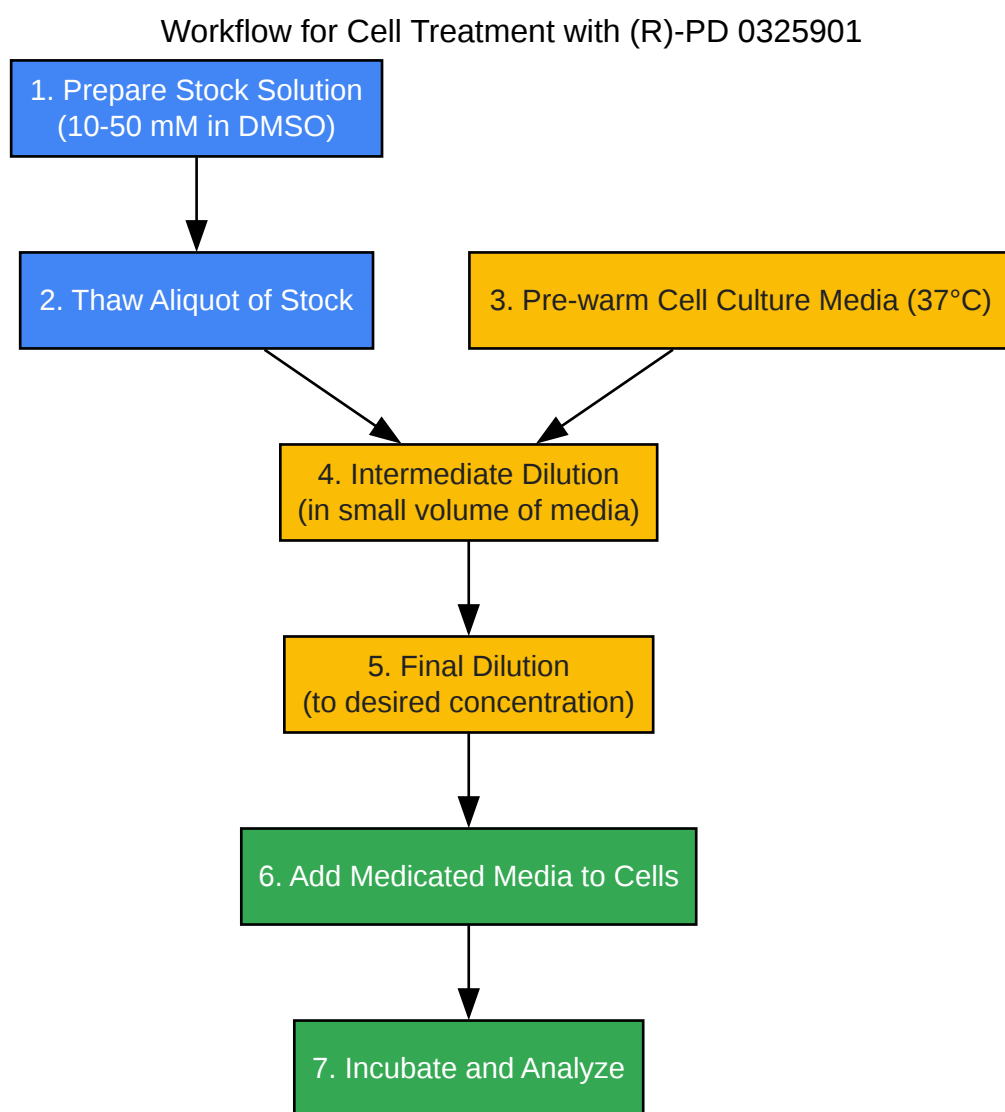 Workflow for Cell Treatment with (R)-PD 0325901
1. Prepare Stock Solution
(10-50 mM in DMSO)
2. Thaw Aliquot of Stock
3. Pre-warm Cell Culture Media (37°C)
4. Intermediate Dilution
(in small volume of media)
5. Final Dilution
(to desired concentration)
6. Add Medicated Media to Cells
7. Incubate and Analyze